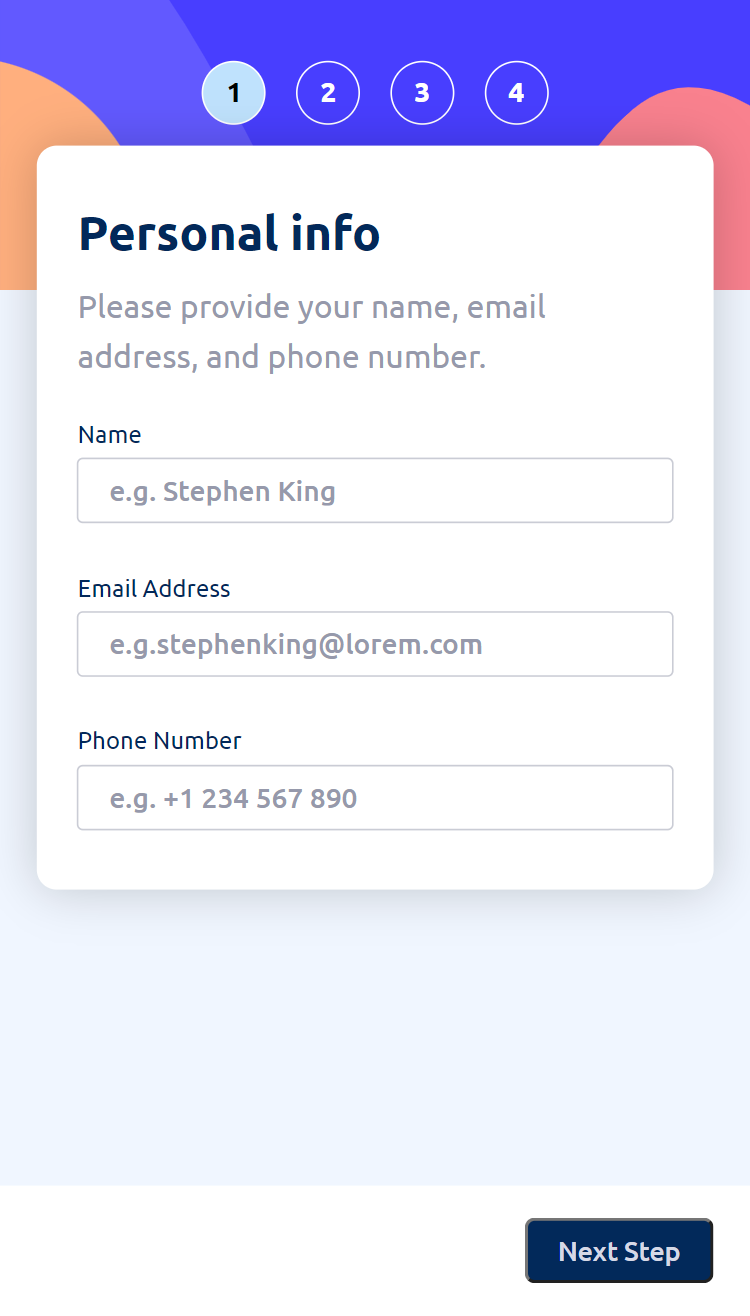 1 2 3 4
Personal info
Please provide your name, email
address, and phone number.
Name
e.g. Stephen King
Email Address
e.g.stephenking@lorem.com
Phone Number
e.g. +1 234 567 890
Next Step